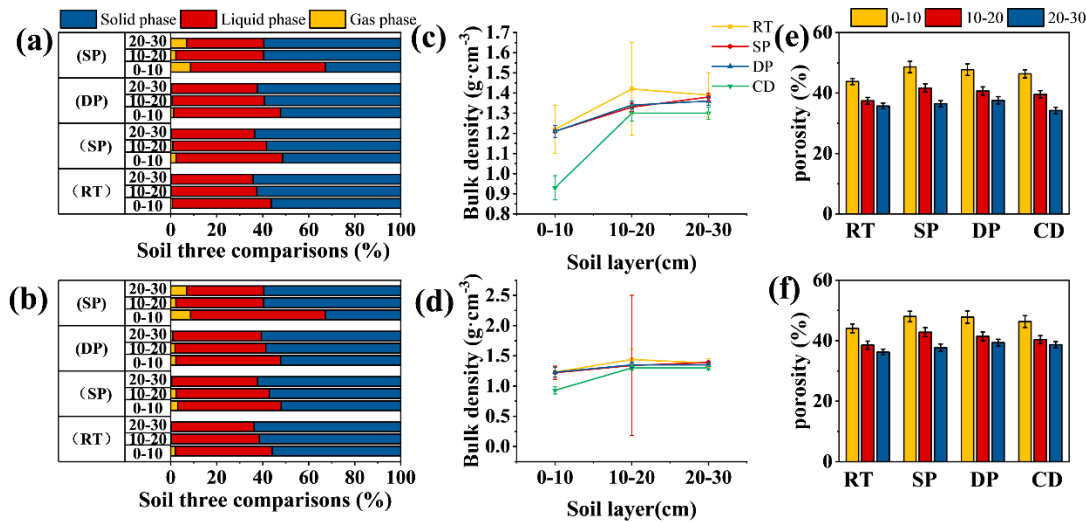 Solid phase Liquid phase Gas phase
(a)
(SP)
20-30
10-20
0-10
(DP)
20-30
10-20
0-10
（SP）
20-30
10-20
0-10
（RT）
20-30
10-20
0-10
0 20 40 60 80 100
Soil three comparisons (%)
(c)
Bulk density (g·cm-3)
1.7
1.6
1.5
1.4
1.3
1.2
1.1
1.0
0.9
0.8
RT
SP
DP
CD
0-10 10-20 20-30
Soil layer(cm)
0-10 10-20 20-30
(e)
porosity (%)
60
40
20
0
RT SP DP CD
(b)
(SP)
20-30
10-20
0-10
(DP)
20-30
10-20
0-10
（SP）
20-30
10-20
0-10
（RT）
20-30
10-20
0-10
0 20 40 60 80 100
Soil three comparisons (%)
(d)
Bulk density (g·cm-3)
2.5
2.0
1.5
1.0
0.5
0.0
0-10 10-20 20-30
Soil layer(cm)
(f)
porosity (%)
60
40
20
0
RT SP DP CD